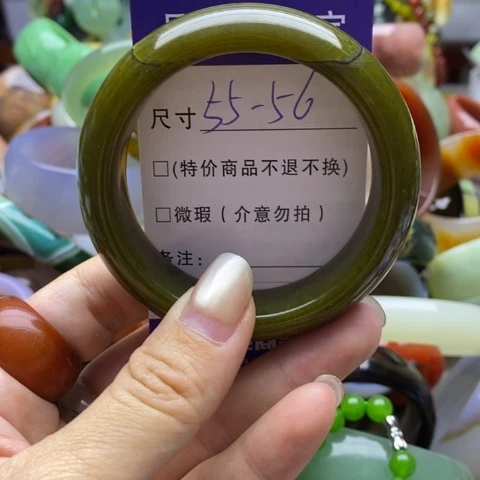 尺寸 55-56
□(特价商品不退不换)
□微瑕(介意勿拍)
备注: